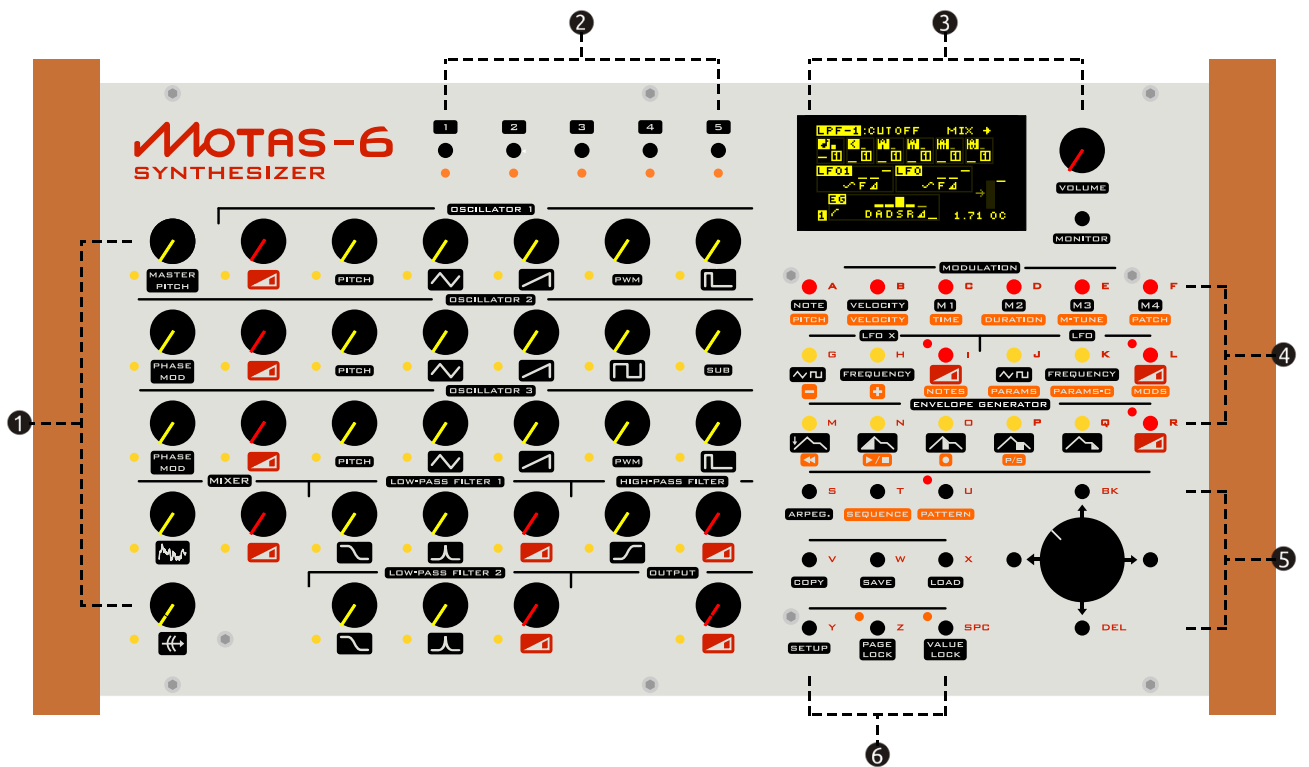 2 3
1 2 3 4 5
MOTAS-6
SYNTHESIZER
LPF-1:CUTOFF MIX
LFO1 LFO
F F
EG
1 DADSR 1.71 OC
VOLUME
MONITOR
OSCILLATOR 1
MASTER PITCH PITCH PWM
OSCILLATOR 2
PHASE MOD PITCH SUB
OSCILLATOR 3
PHASE MOD PITCH PWM
MIXER LOW-PASS FILTER 1 HIGH-PASS FILTER
LOW-PASS FILTER 2 OUTPUT
1
MODULATION
A B C D E F
NOTE VELOCITY M1 M2 M3 M4
PITCH VELOCITY TIME DURATION M-TUNE PATCH
LFO X LFO
G H I J K L
FREQUENCY FREQUENCY
- + NOTES PARAMS PARAMS-C MODS
4
ENVELOPE GENERATOR
M N O P Q R
P/S
S T U BK
ARPEG. SEQUENCE PATTERN
V W X
COPY SAVE LOAD
5
Y Z SPC DEL
SETUP PAGE LOCK VALUE LOCK
6